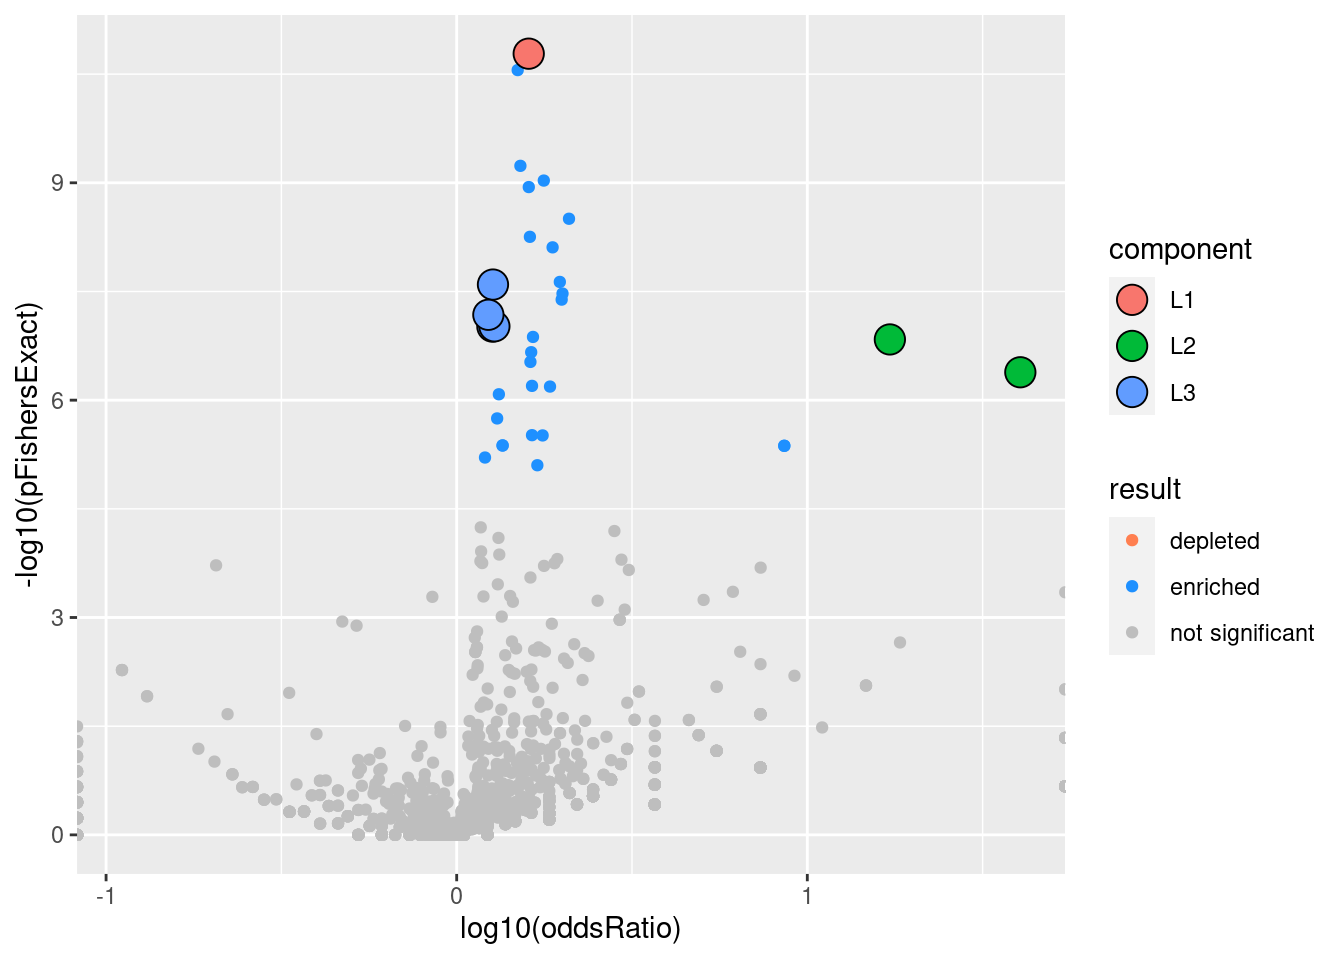 -log10(pFishersExact)
9
6
3
0
-1
0
1
log10(oddsRatio)
component
L1
L2
L3
result
depleted
enriched
not significant